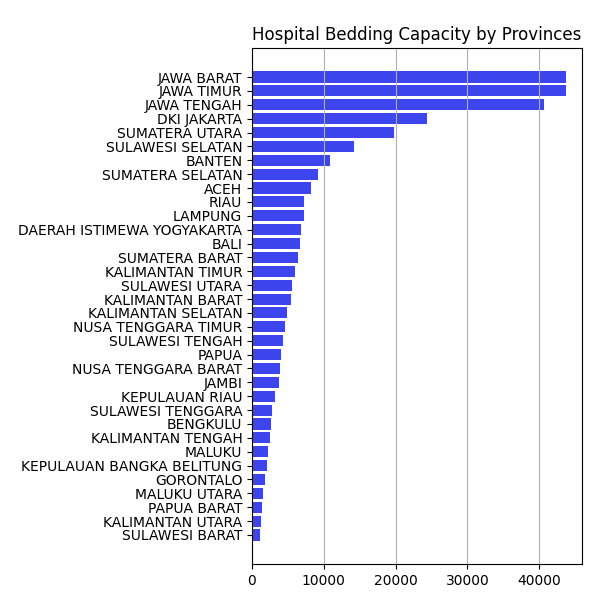 Hospital Bedding Capacity by Provinces
JAWA BARAT
JAWA TIMUR
JAWA TENGAH
DKI JAKARTA
SUMATERA UTARA
SULAWESI SELATAN
BANTEN
SUMATERA SELATAN
ACEH
RIAU
LAMPUNG
DAERAH ISTIMEWA YOGYAKARTA
BALI
SUMATERA BARAT
KALIMANTAN TIMUR
SULAWESI UTARA
KALIMANTAN BARAT
KALIMANTAN SELATAN
NUSA TENGGARA TIMUR
SULAWESI TENGAH
PAPUA
NUSA TENGGARA BARAT
JAMBI
KEPULAUAN RIAU
SULAWESI TENGGARA
BENGKULU
KALIMANTAN TENGAH
MALUKU
KEPULAUAN BANGKA BELITUNG
GORONTALO
MALUKU UTARA
PAPUA BARAT
KALIMANTAN UTARA
SULAWESI BARAT
0 10000 20000 30000 40000